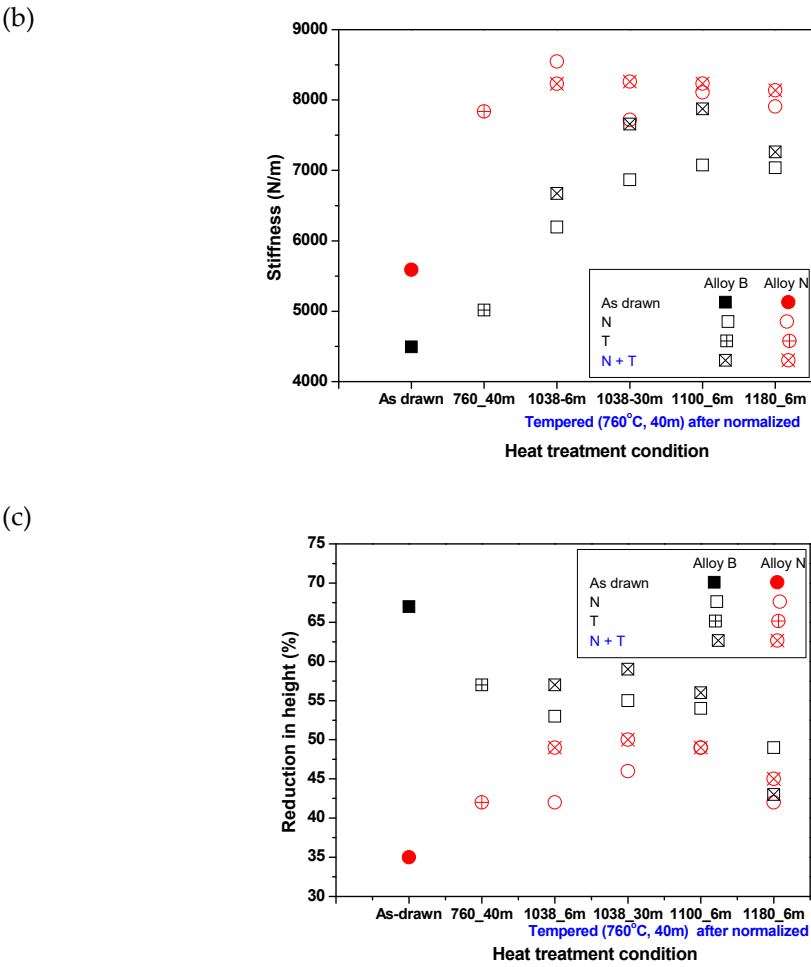 (b)
Stiffness (N/m)
9000
8000
7000
6000
5000
4000
Alloy B Alloy N
As drawn
N
T
N + T
As drawn 760_40m 1038-6m 1038-30m 1100_6m 1180_6m
Tempered (760°C, 40m) after normalized
Heat treatment condition
(c)
Reduction in height (%)
75
70
65
60
55
50
45
40
35
30
Alloy B Alloy N
As drawn
N
T
N + T
As-drawn 760_40m 1038_6m 1038_30m 1100_6m 1180_6m
Tempered (760°C, 40m) after normalized
Heat treatment condition